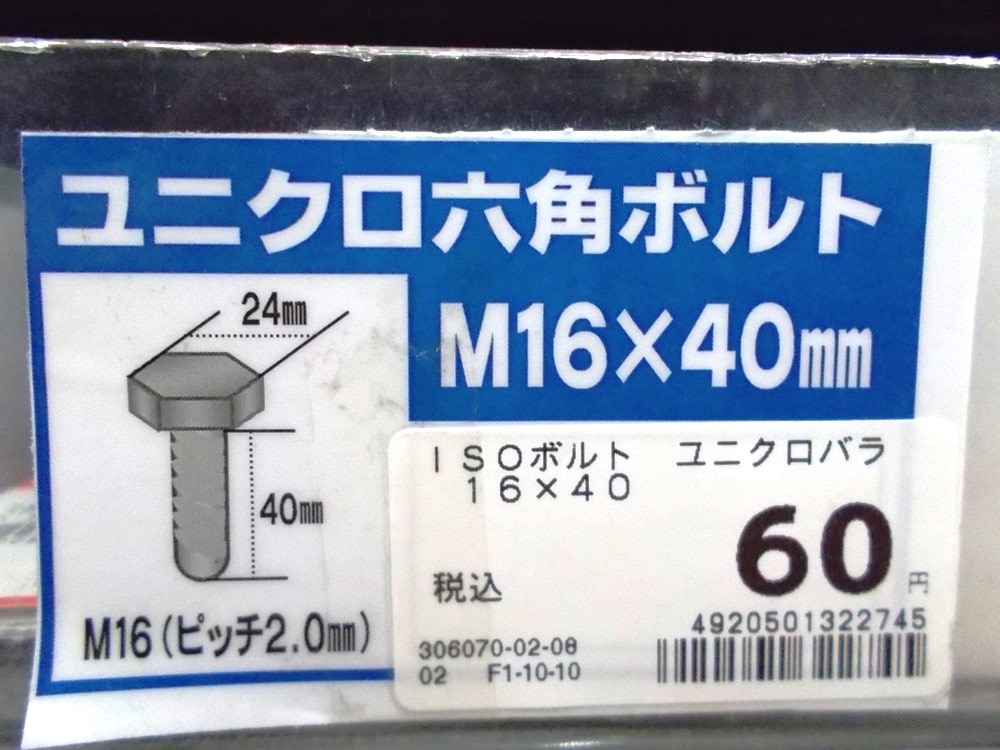 ユニクロ六角ボルト
M16×40mm
24mm
40mm
M16(ピッチ2.0mm)
ISOボルト ユニクロバラ
16×40
60円
税込
4920501322745
306070-02-08
02 F1-10-10